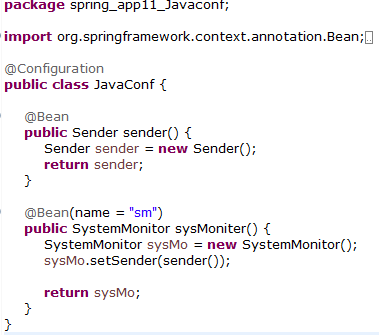 package spring_app11_Javaconf;
import org.springframework.context.annotation.Bean;
@Configuration
public class JavaConf {
@Bean
public Sender sender() {
Sender sender = new Sender();
return sender;
}
@Bean(name = "sm")
public SystemMonitor sysMoniter() {
SystemMonitor sysMo = new SystemMonitor();
sysMo.setSender(sender());
return sysMo;
}
}